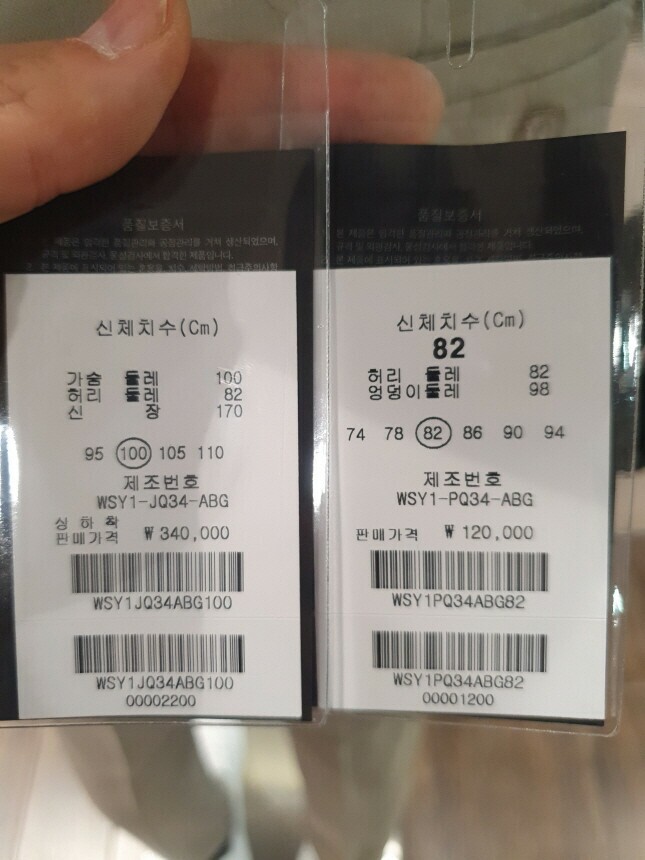 품질보증서
신체치수(Cm)
가슴 둘레 100
허리 둘레 82
신 장 170
95 100 105 110
제조번호
WSY1-JQ34-ABG
상 하 착
판매가격 ₩ 340,000
WSY1JQ34ABG100
WSY1JQ34ABG100
00002200
품질보증서
신체치수(Cm)
82
허리 둘레 82
엉덩이둘레 98
74 78 82 86 90 94
제조번호
WSY1-PQ34-ABG
판매가격 ₩ 120,000
WSY1PQ34ABG82
WSY1PQ34ABG82
00001200